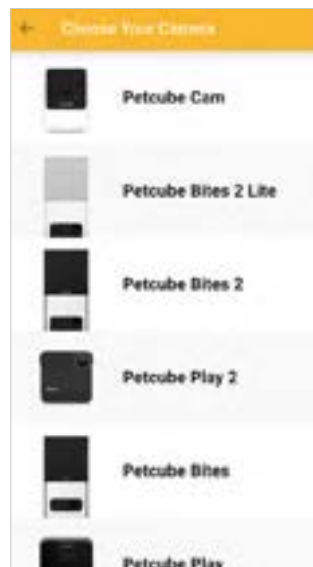 Choose Your Camera
Petcube Cam
Petcube Bites 2 Lite
Petcube Bites 2
Petcube Play 2
Petcube Bites
Petcube Play